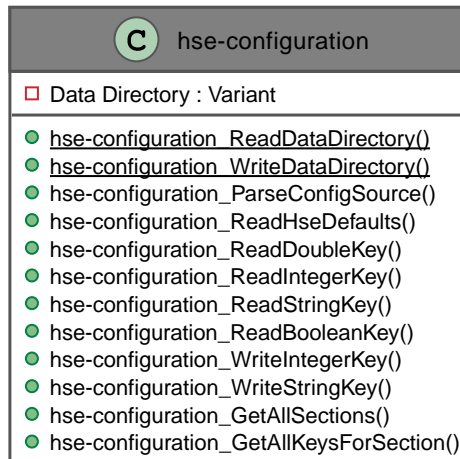 C hse-configuration
Data Directory : Variant
hse-configuration_ReadDataDirectory()
hse-configuration_WriteDataDirectory()
hse-configuration_ParseConfigSource()
hse-configuration_ReadHseDefaults()
hse-configuration_ReadDoubleKey()
hse-configuration_ReadIntegerKey()
hse-configuration_ReadStringKey()
hse-configuration_ReadBooleanKey()
hse-configuration_WriteIntegerKey()
hse-configuration_WriteStringKey()
hse-configuration_GetAllSections()
hse-configuration_GetAllKeysForSection()